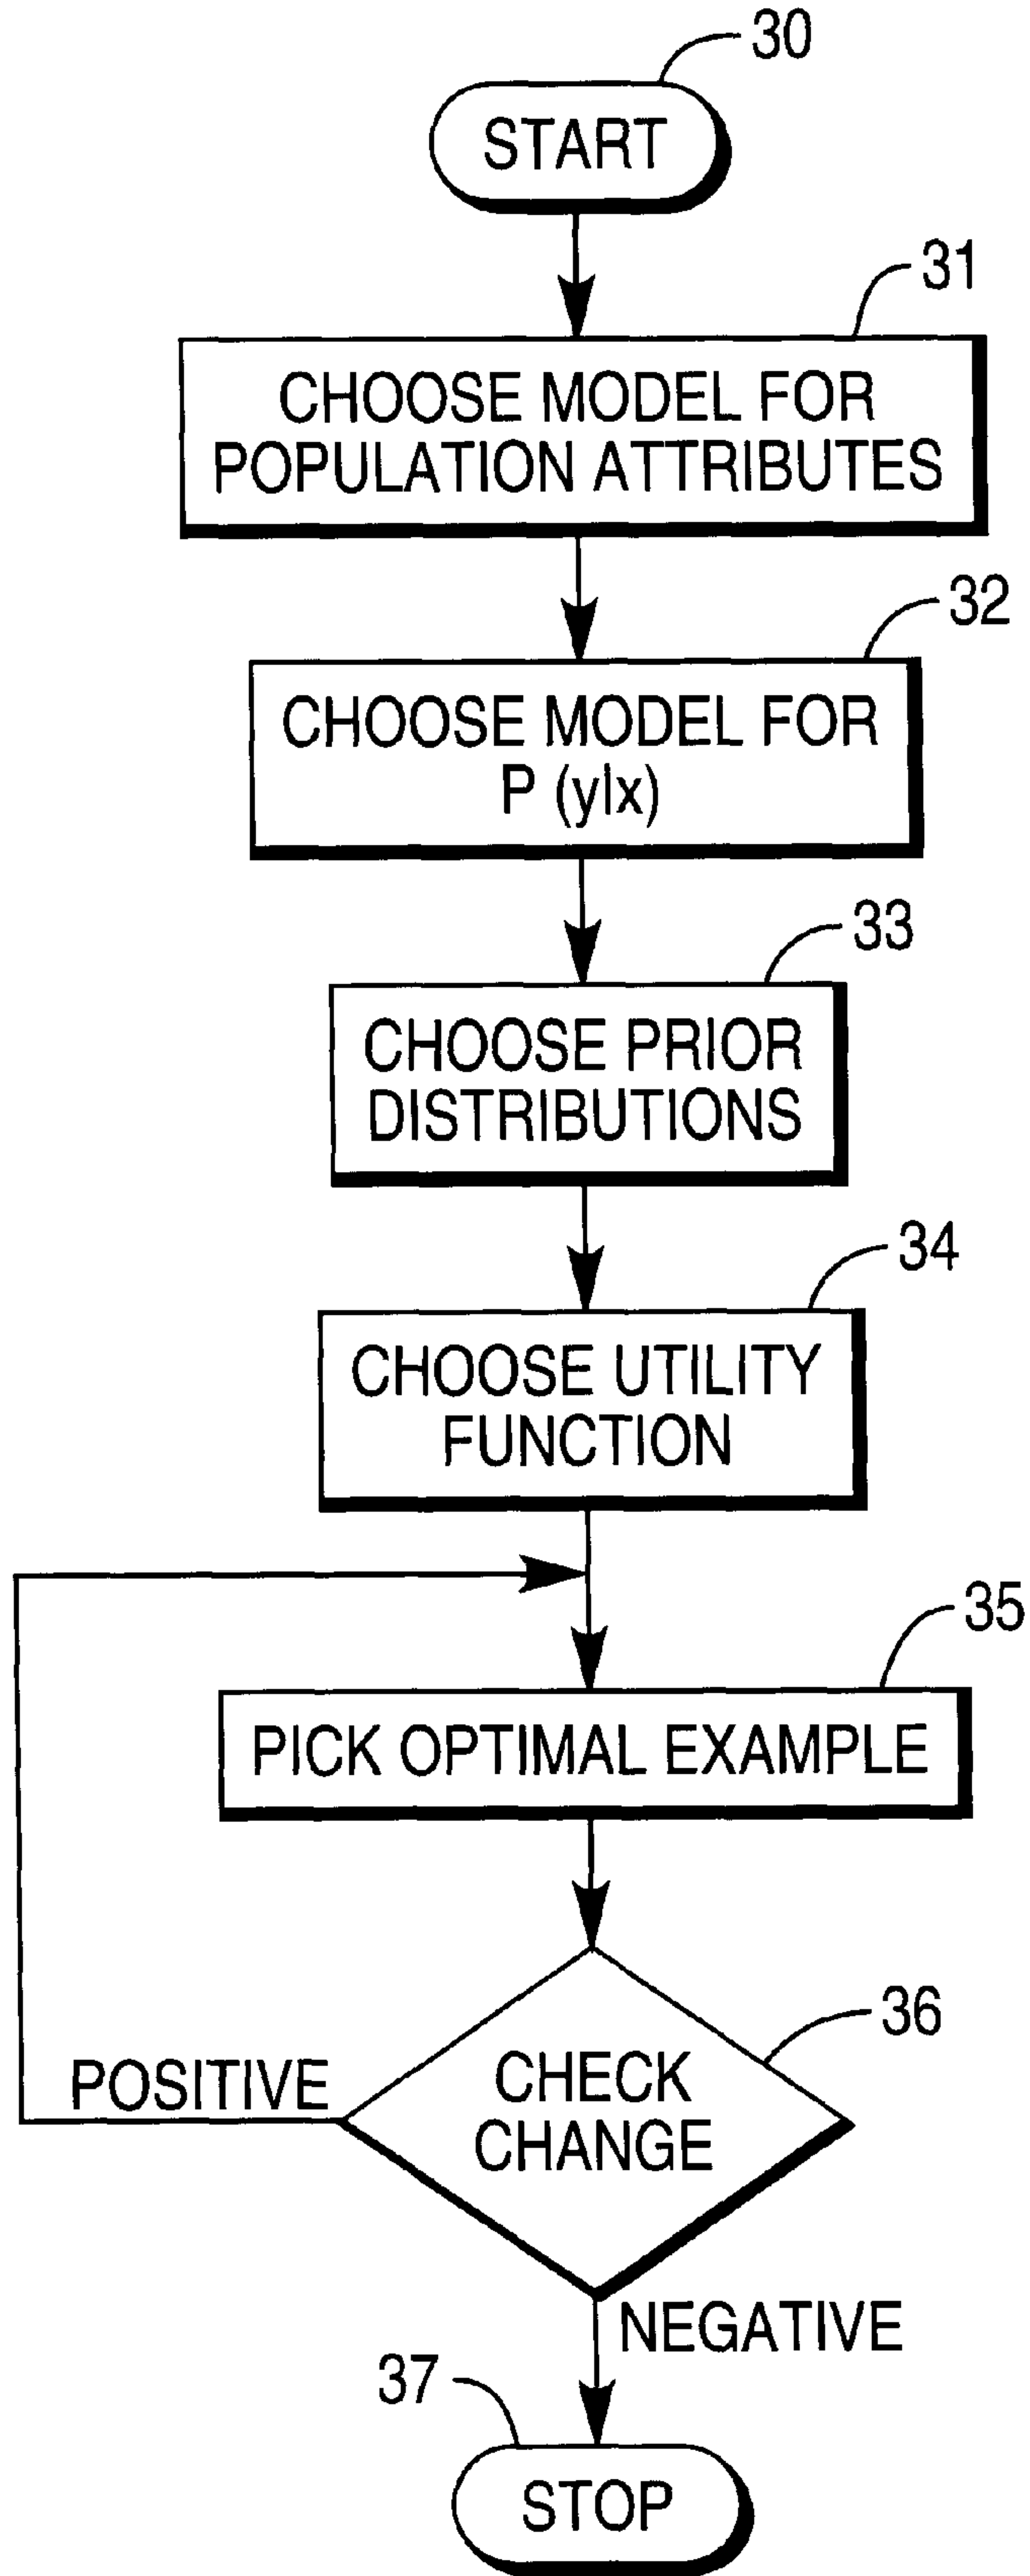 30
START
31
CHOOSE MODEL FOR
POPULATION ATTRIBUTES
32
CHOOSE MODEL FOR
P (y|x)
33
CHOOSE PRIOR
DISTRIBUTIONS
34
CHOOSE UTILITY
FUNCTION
35
PICK OPTIMAL EXAMPLE
36
CHECK
CHANGE
POSITIVE
NEGATIVE
37
STOP